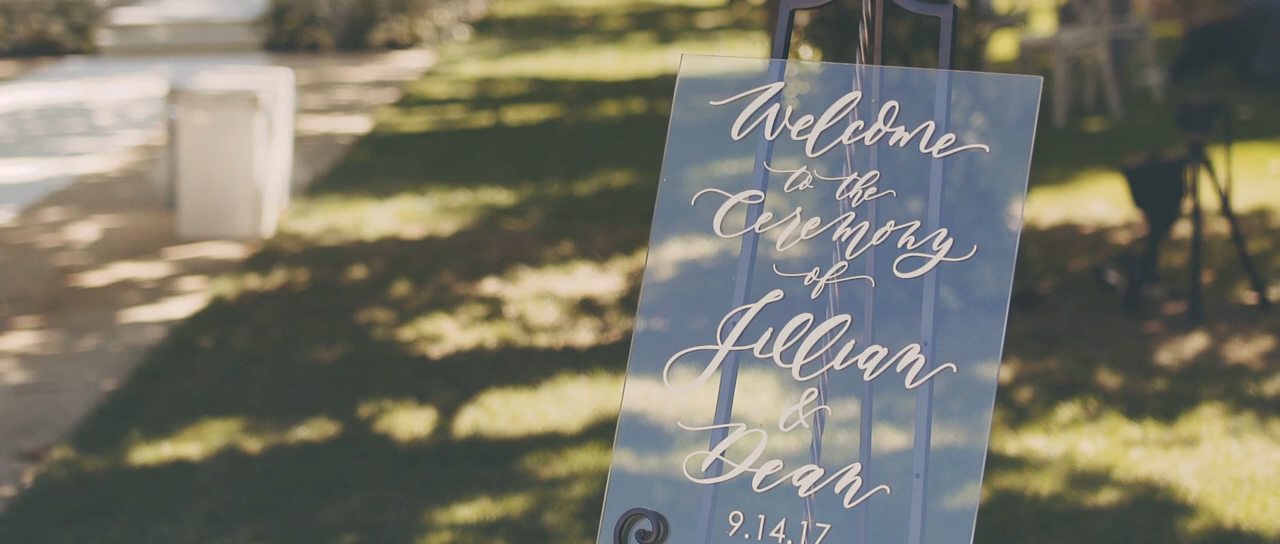 Welcome
to the
Ceremony
of
Jillian
&
Dean
9.14.17